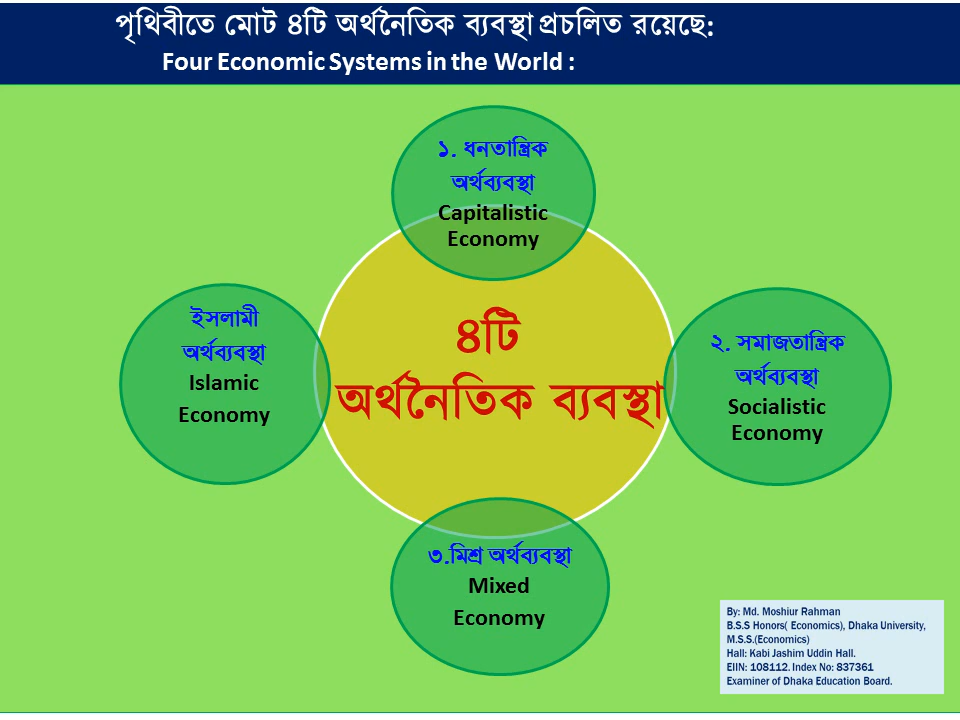 পৃথিবীতে মোট ৪টি অর্থনৈতিক ব্যবস্থা প্রচলিত রয়েছে:
Four Economic Systems in the World :
১. ধনতান্ত্রিক
অর্থব্যবস্থা
Capitalistic
Economy
২. সমাজতান্ত্রিক
অর্থব্যবস্থা
Socialistic
Economy
৩.মিশ্র অর্থব্যবস্থা
Mixed
Economy
ইসলামী
অর্থব্যবস্থা
Islamic
Economy
৪টি
অর্থনৈতিক ব্যবস্থা
By: Md. Moshiur Rahman
B.S.S Honors( Economics), Dhaka University,
M.S.S.(Economics)
Hall: Kabi Jashim Uddin Hall.
EIIN: 108112. Index No: 837361
Examiner of Dhaka Education Board.